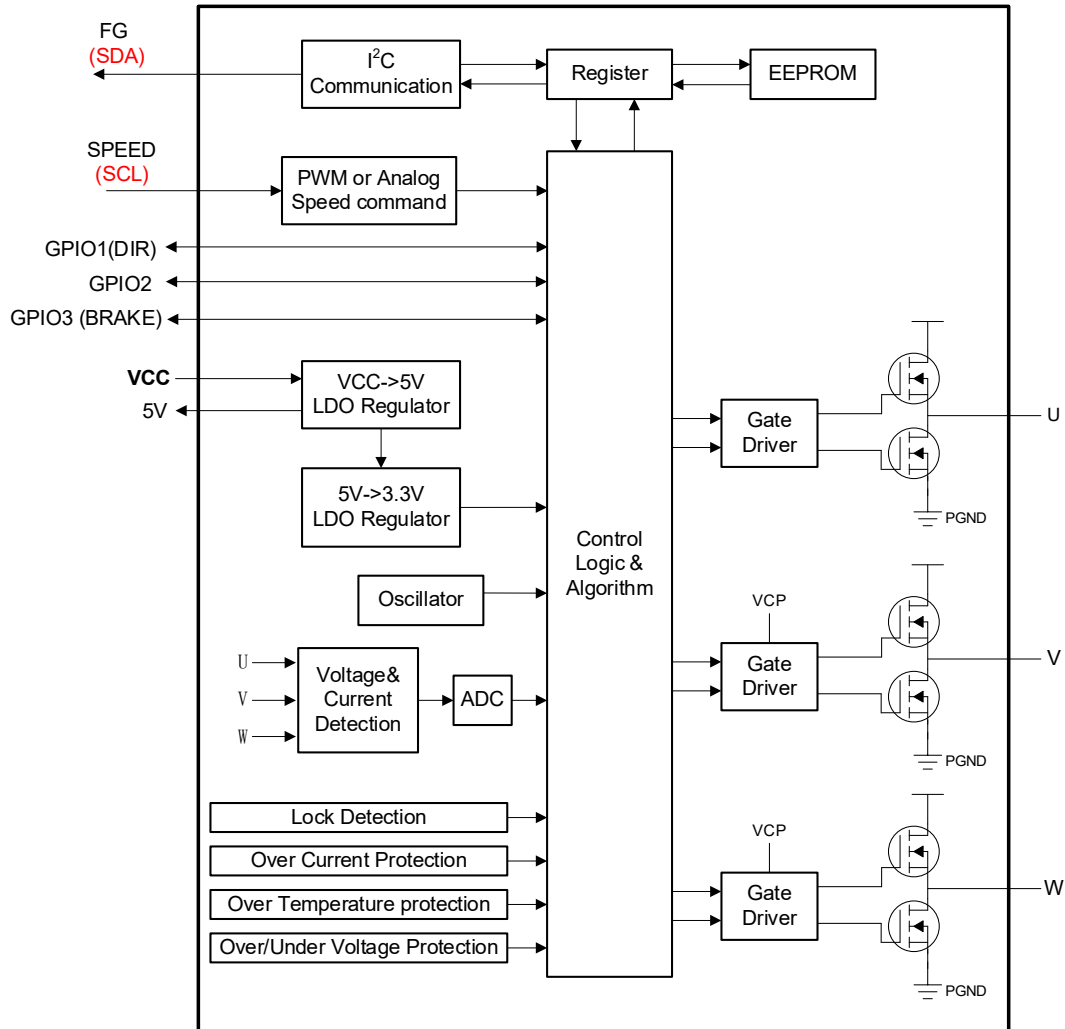 FG
(SDA)
I²C
Communication
Register
EEPROM
SPEED
(SCL)
PWM or Analog
Speed command
GPIO1(DIR)
GPIO2
GPIO3 (BRAKE)
VCC
5V
VCC->5V
LDO Regulator
5V->3.3V
LDO Regulator
Oscillator
U
V
W
Voltage&
Current
Detection
ADC
Lock Detection
Over Current Protection
Over Temperature protection
Over/Under Voltage Protection
Control
Logic &
Algorithm
Gate
Driver
U
PGND
VCP
Gate
Driver
V
PGND
VCP
Gate
Driver
W
PGND